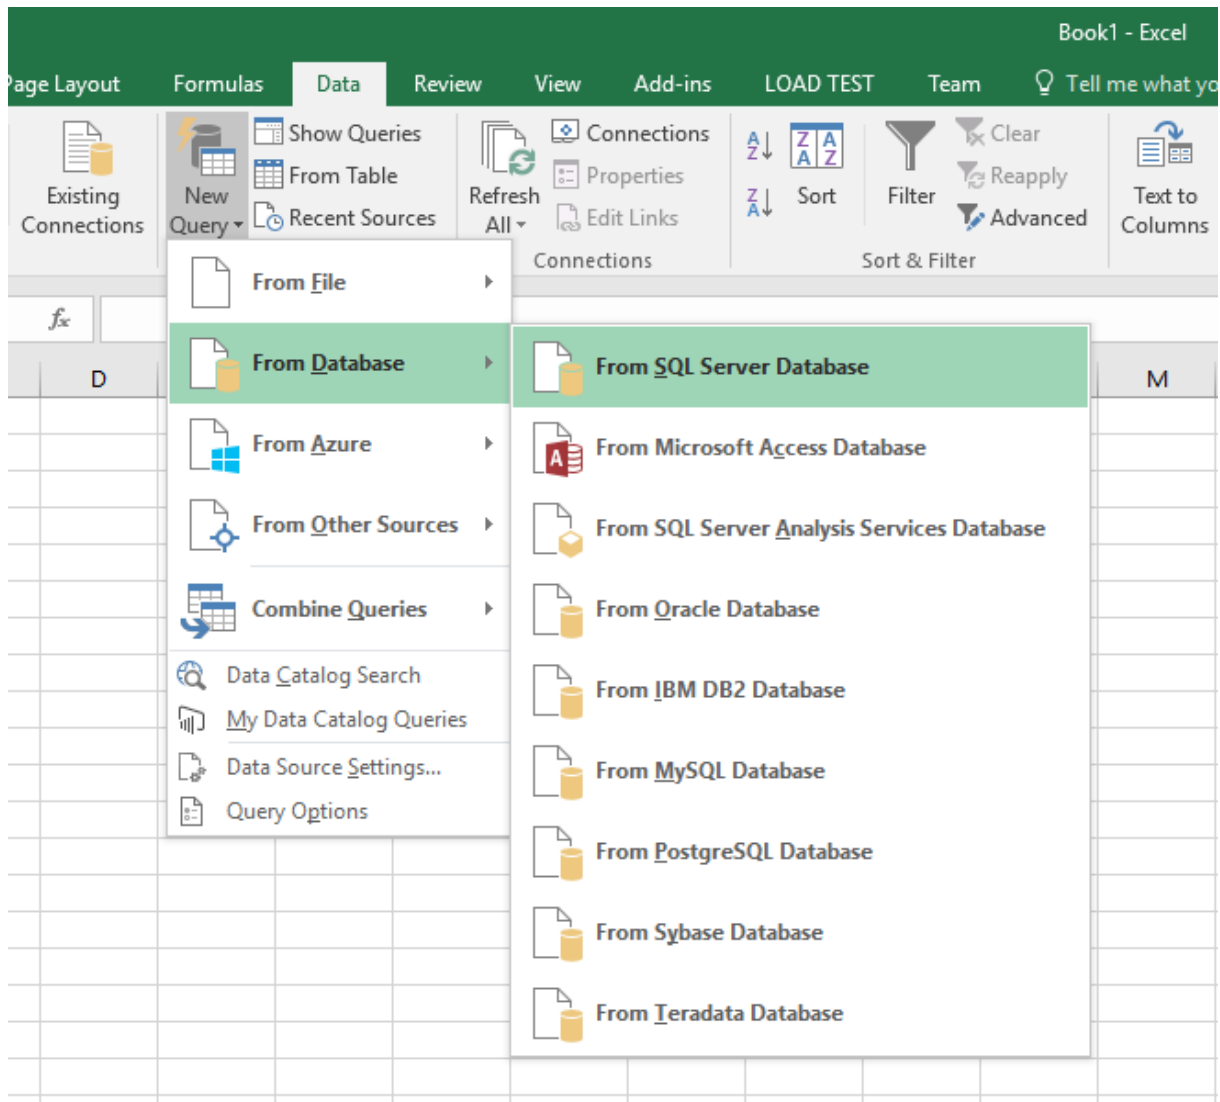 Book1 - Excel
Page Layout Formulas Data Review View Add-ins LOAD TEST Team Tell me what yo
Existing
Connections
New
Query
Show Queries
From Table
Recent Sources
Refresh
All
Connections
Properties
Edit Links
Connections
A
Z
Z
A
Z A
A Z
Sort
Filter
Clear
Reapply
Advanced
Sort & Filter
Text to
Columns
fx
D M
From File
From Database
From Azure
From Other Sources
Combine Queries
Data Catalog Search
My Data Catalog Queries
Data Source Settings...
Query Options
From SQL Server Database
A
From Microsoft Access Database
From SQL Server Analysis Services Database
From Oracle Database
From IBM DB2 Database
From MySQL Database
From PostgreSQL Database
From Sybase Database
From Teradata Database